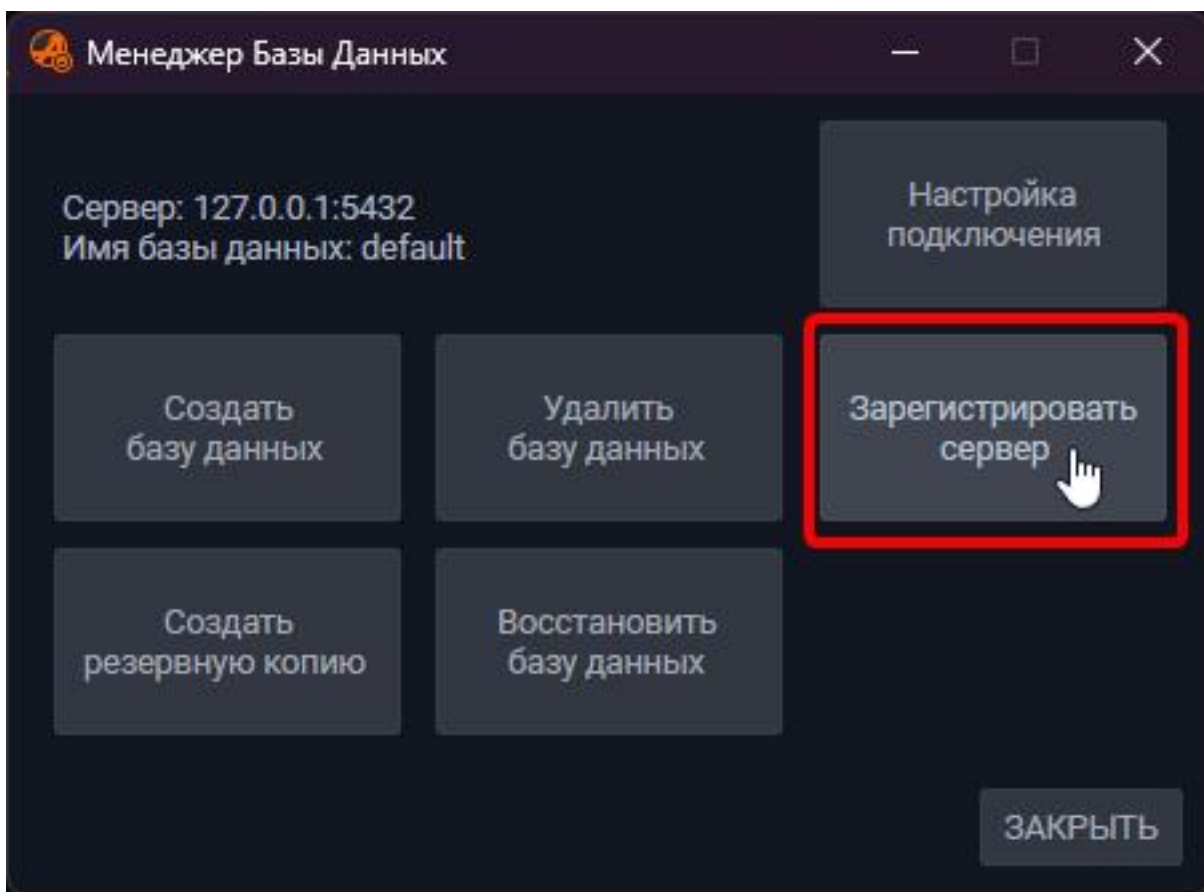 Менеджер Базы Данных
Сервер: 127.0.0.1:5432
Имя базы данных: default
Настройка
подключения
Создать
базу данных
Удалить
базу данных
Зарегистрировать
сервер
Создать
резервную копию
Восстановить
базу данных
ЗАКРЫТЬ